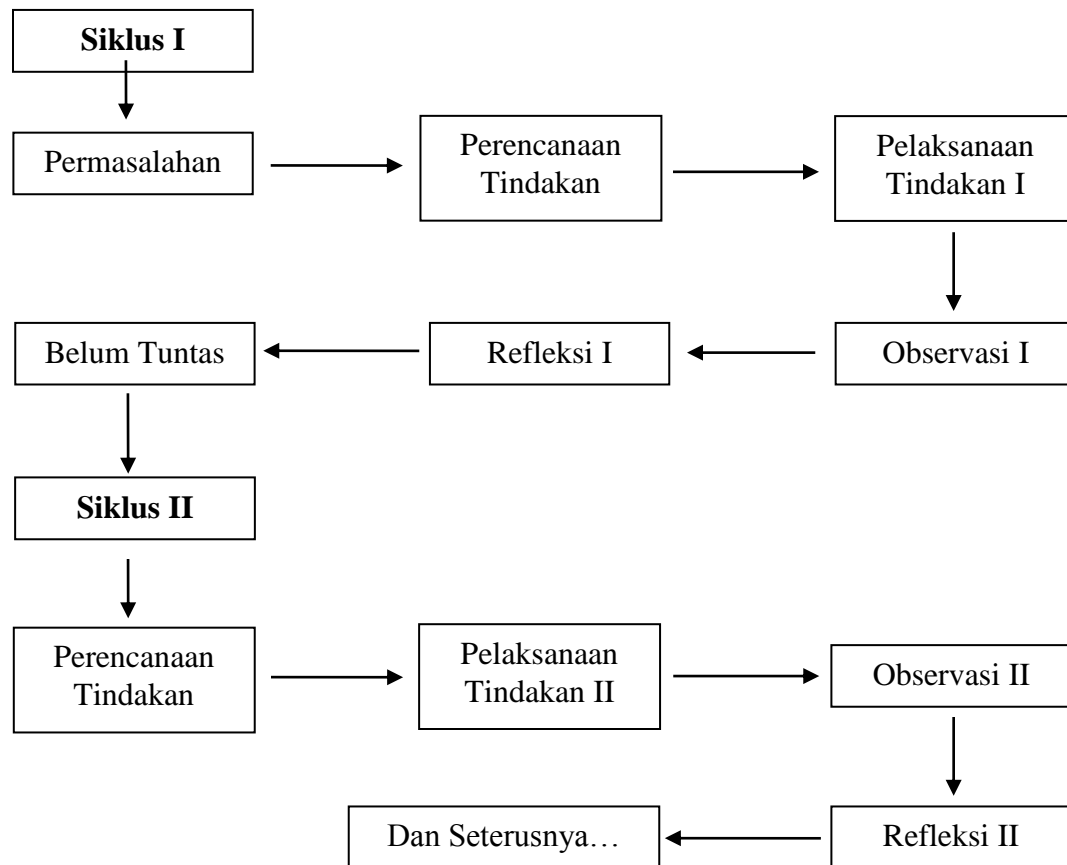 Siklus I
Permasalahan
Perencanaan
Tindakan
Pelaksanaan
Tindakan I
Observasi I
Refleksi I
Belum Tuntas
Siklus II
Perencanaan
Tindakan
Pelaksanaan
Tindakan II
Observasi II
Refleksi II
Dan Seterusnya…